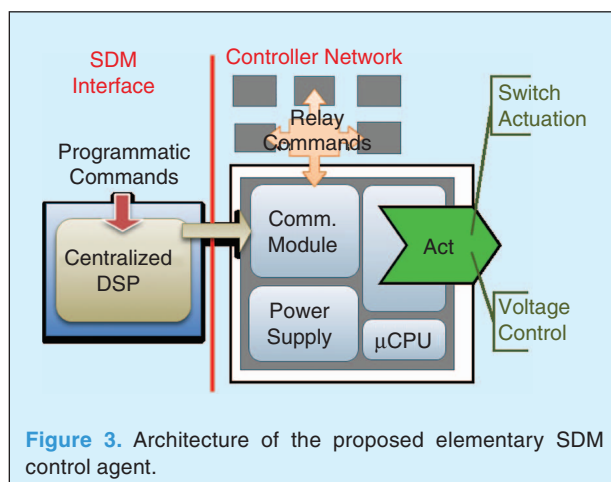 SDM
Interface
Controller Network
Programmatic
Commands
Relay
Commands
Switch
Actuation
Centralized
DSP
Comm.
Module
Act
Power
Supply
μCPU
Voltage
Control
Figure 3. Architecture of the proposed elementary SDM
control agent.